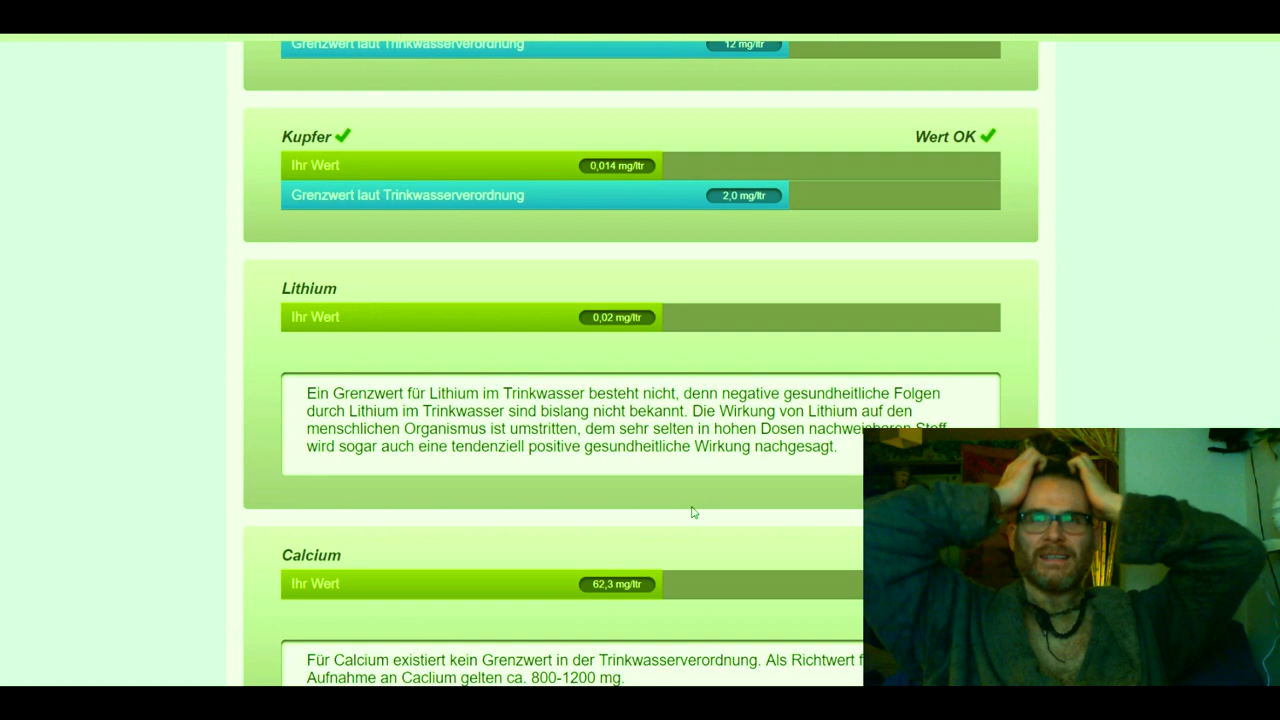 Grenzwert laut Trinkwasserverordnung 12 mg/ltr
Kupfer Wert OK
Ihr Wert 0,014 mg/ltr
Grenzwert laut Trinkwasserverordnung 2,0 mg/ltr
Lithium
Ihr Wert 0,02 mg/ltr
Ein Grenzwert für Lithium im Trinkwasser besteht nicht, denn negative gesundheitliche Folgen
durch Lithium im Trinkwasser sind bislang nicht bekannt. Die Wirkung von Lithium auf den
menschlichen Organismus ist umstritten, dem sehr selten in hohen Dosen nachweisbaren Stoff
wird sogar auch eine tendenziell positive gesundheitliche Wirkung nachgesagt.
Calcium
Ihr Wert 62,3 mg/ltr
Für Calcium existiert kein Grenzwert in der Trinkwasserverordnung. Als Richtwert
Aufnahme an Caclium gelten ca. 800-1200 mg.